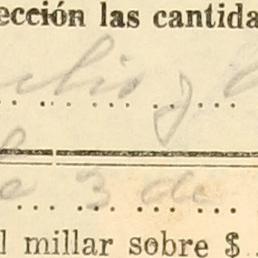 ección las cantida
y
e 3 de
l millar sobre $